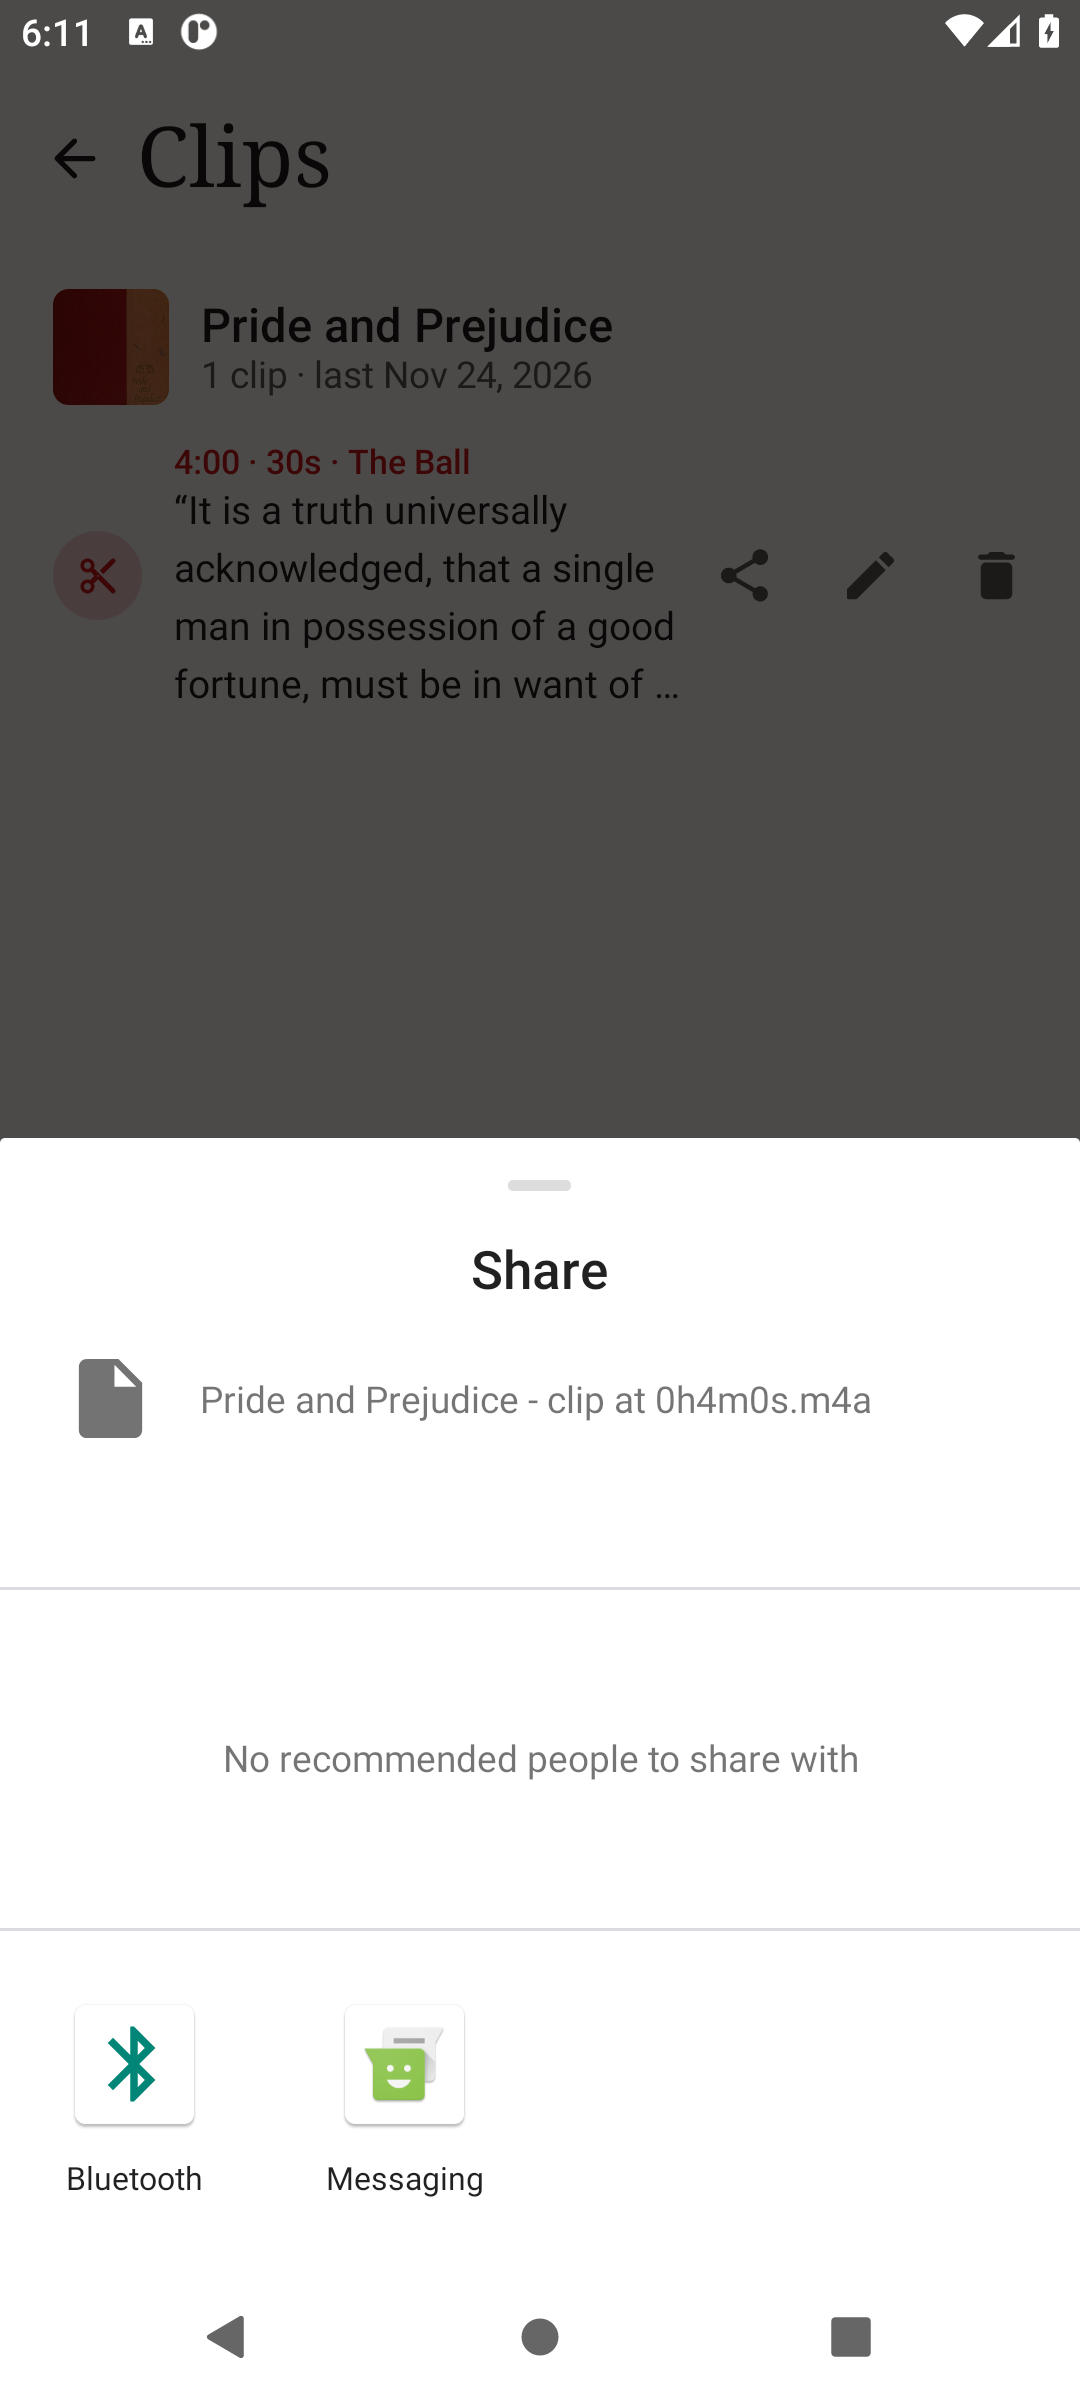 6:11
Clips
Pride and Prejudice
1 clip · last Nov 24, 2026
4:00 · 30s · The Ball
“It is a truth universally
acknowledged, that a single
man in possession of a good
fortune, must be in want of ...
Share
Pride and Prejudice - clip at 0h4m0s.m4a
No recommended people to share with
Bluetooth
Messaging